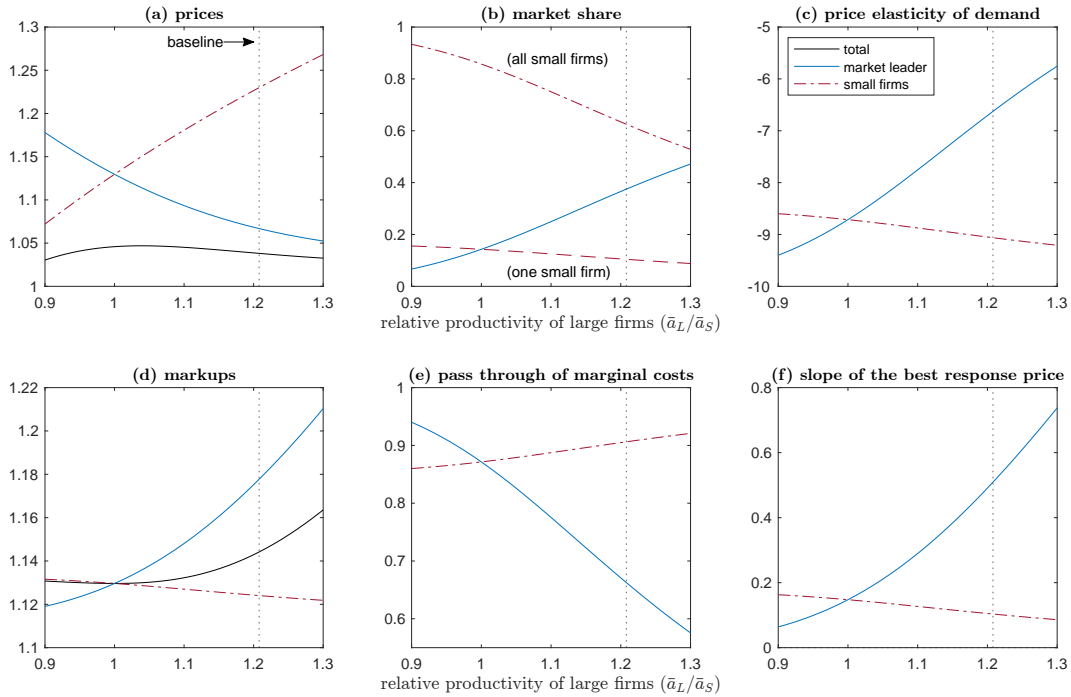 (a) prices
1.3
1.25
1.2
1.15
1.1
1.05
1
0.9 1 1.1 1.2 1.3
baseline
(b) market share
1
0.8
0.6
0.4
0.2
0
0.9 1 1.1 1.2 1.3
(all small firms)
(one small firm)
relative productivity of large firms (ā_L/ā_S)
(c) price elasticity of demand
-5
-6
-7
-8
-9
-10
0.9 1 1.1 1.2 1.3
total
market leader
small firms
(d) markups
1.22
1.2
1.18
1.16
1.14
1.12
1.1
0.9 1 1.1 1.2 1.3
(e) pass through of marginal costs
1
0.9
0.8
0.7
0.6
0.9 1 1.1 1.2 1.3
relative productivity of large firms (ā_L/ā_S)
(f) slope of the best response price
0.8
0.6
0.4
0.2
0
0.9 1 1.1 1.2 1.3